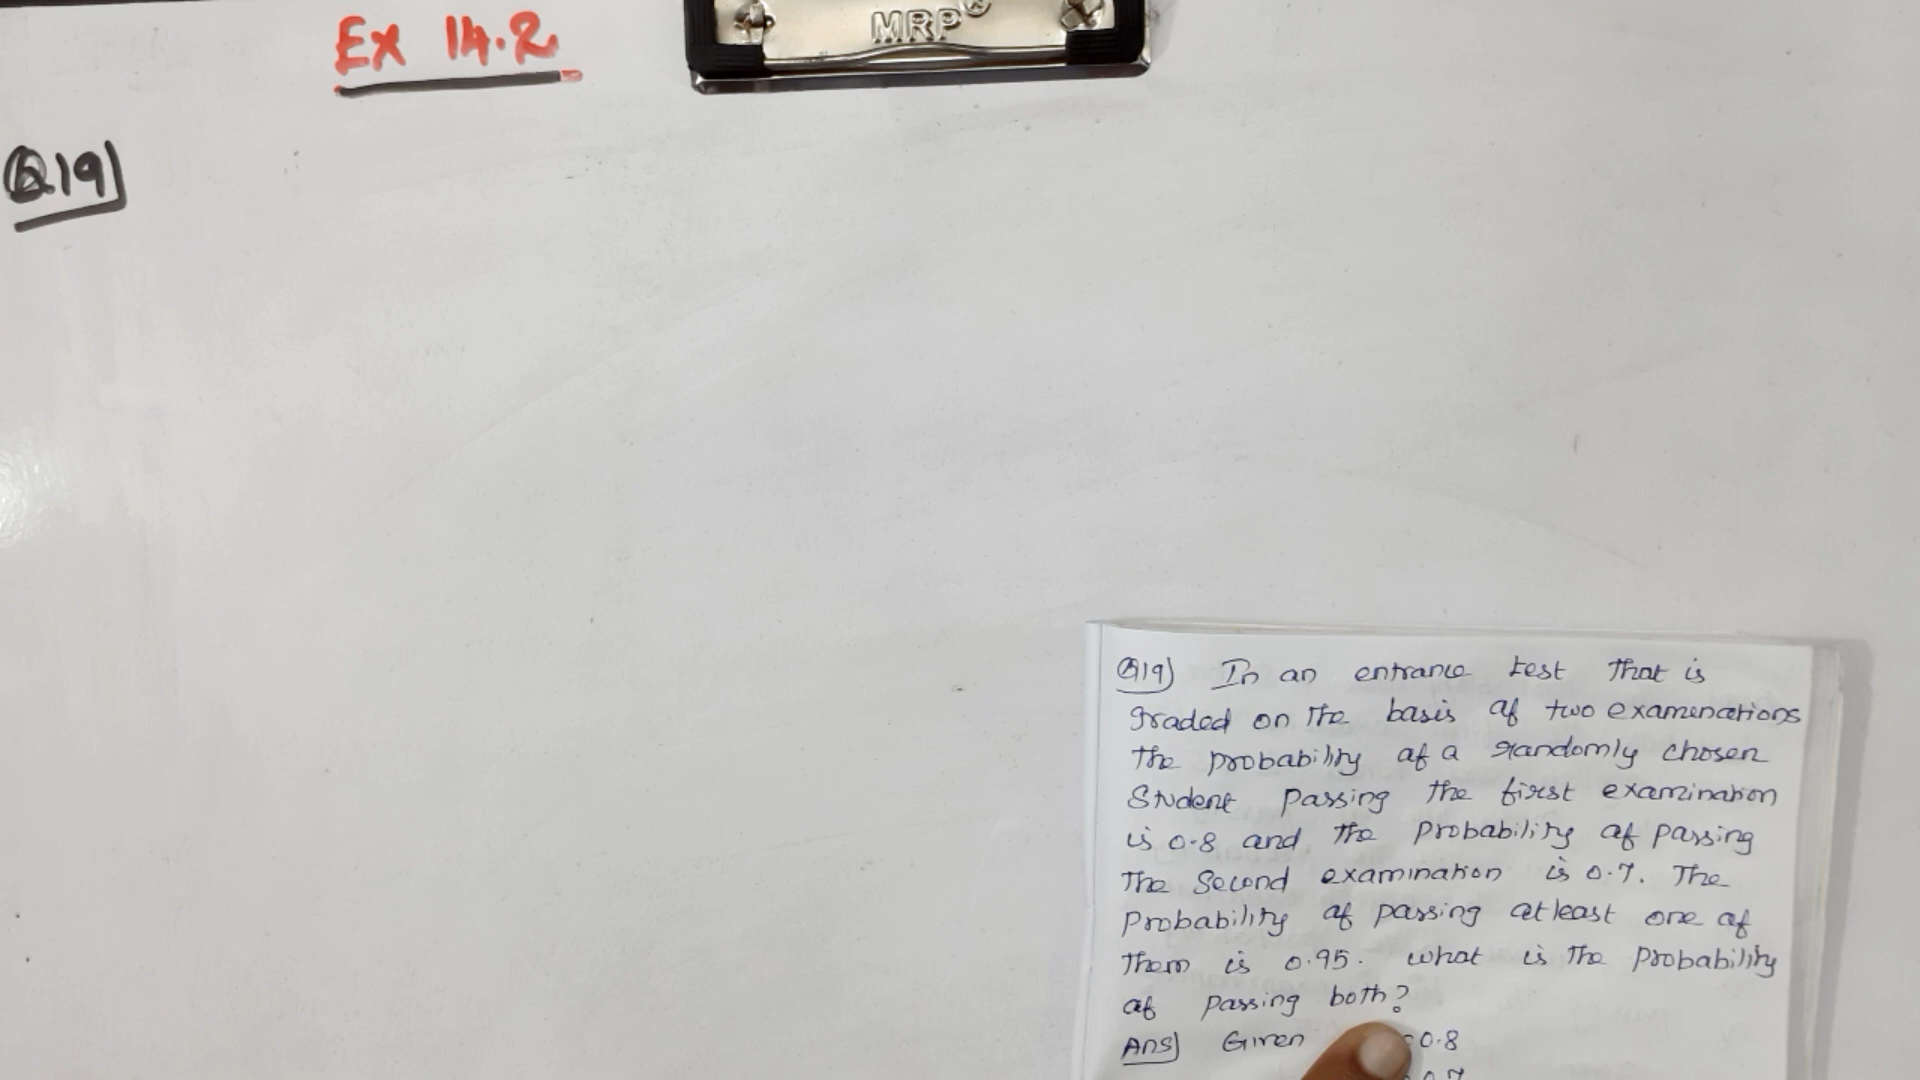 Ex 14.2
MRP
Q19)
Q19) In an entrance test that is
graded on the basis of two examinations
the probability of a randomly chosen
Student passing the first examination
is 0.8 and the probability of passing
The Second examination is 0.7. The
probability of passing atleast one of
them is 0.95. what is the probability
of passing both?
Ans) Given =0.8
0.7